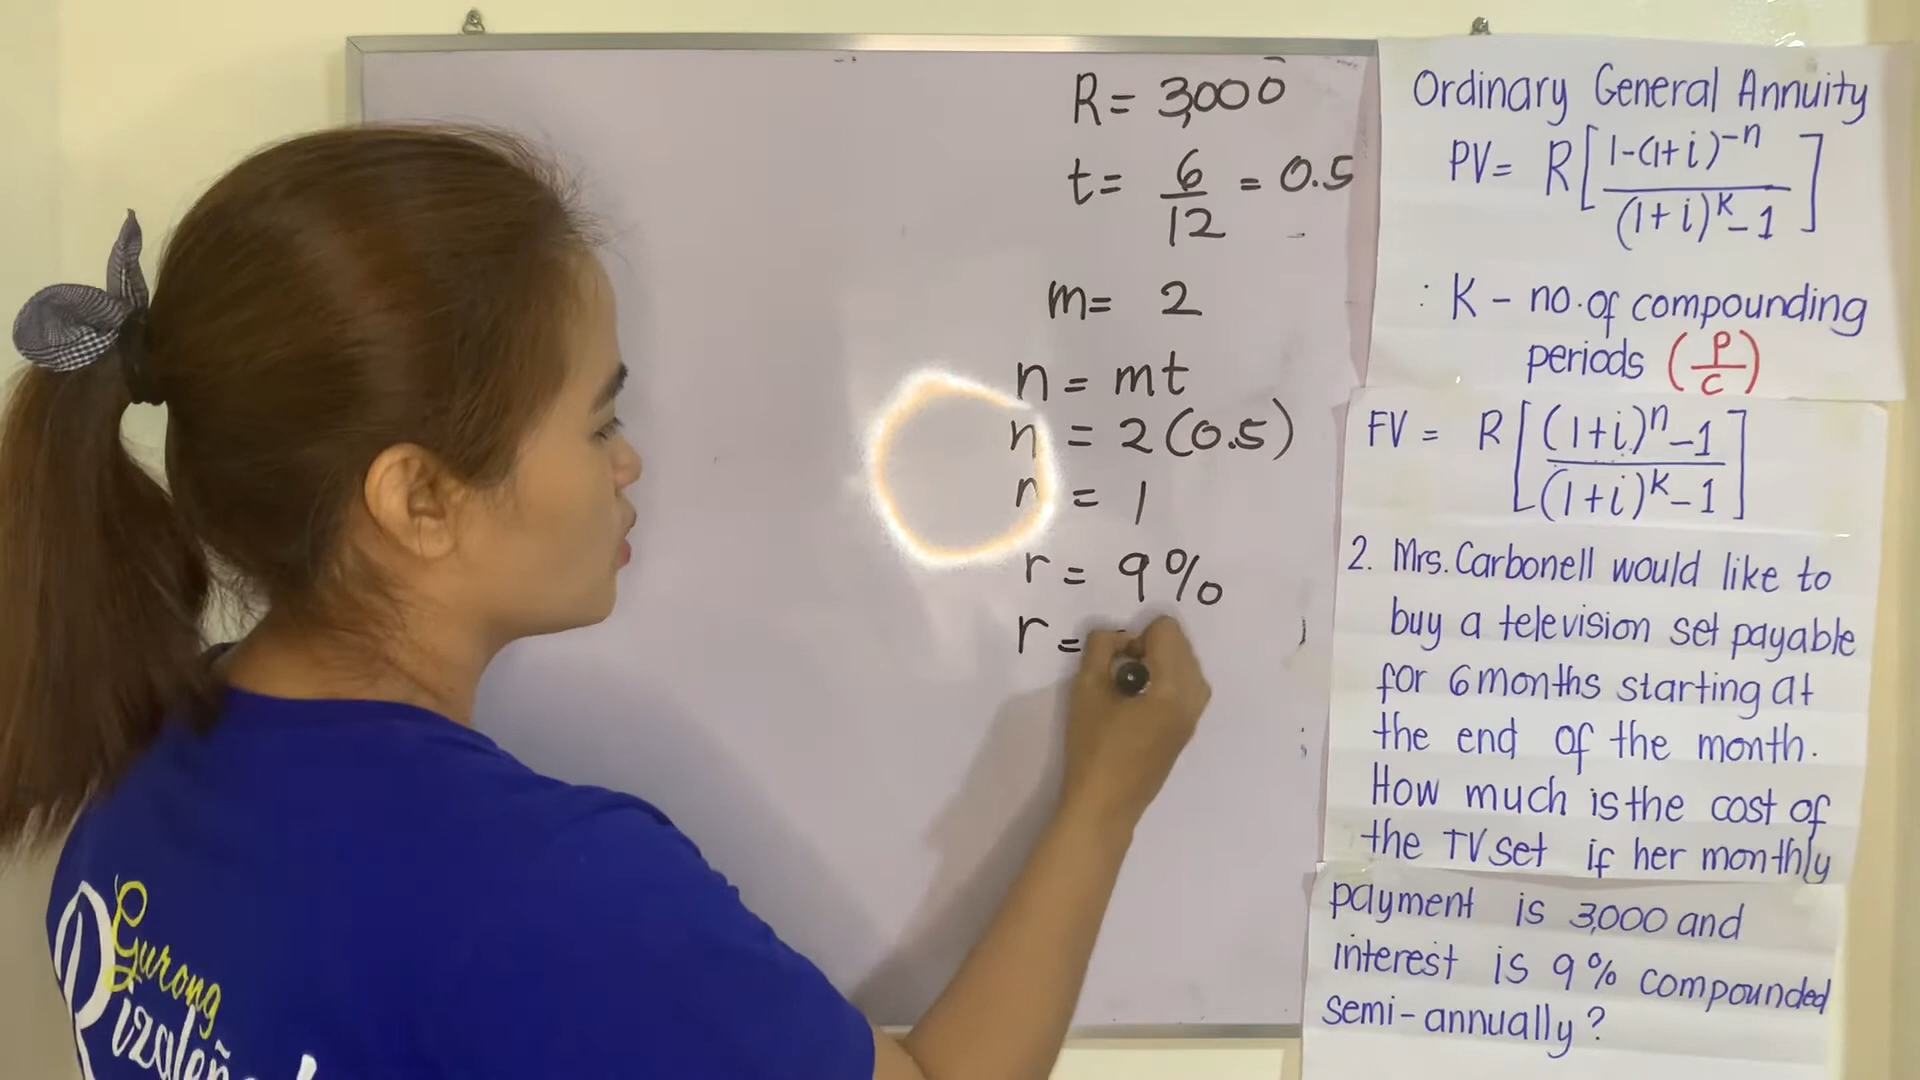 R = 3,000
t = 6/12 = 0.5
m = 2
n = mt
n = 2(0.5)
n = 1
r = 9%
r =
Ordinary General Annuity
PV = R[1-(1+i)^-n / (1+i)^k-1]
: K - no. of compounding
periods (P/C)
FV = R[(1+i)^n-1 / (1+i)^k-1]
2. Mrs. Carbonell would like to
buy a television set payable
for 6 months starting at
the end of the month.
How much is the cost of
the TV set if her monthly
payment is 3,000 and
interest is 9% compounded
semi-annually?
Gurong
Rizaleña